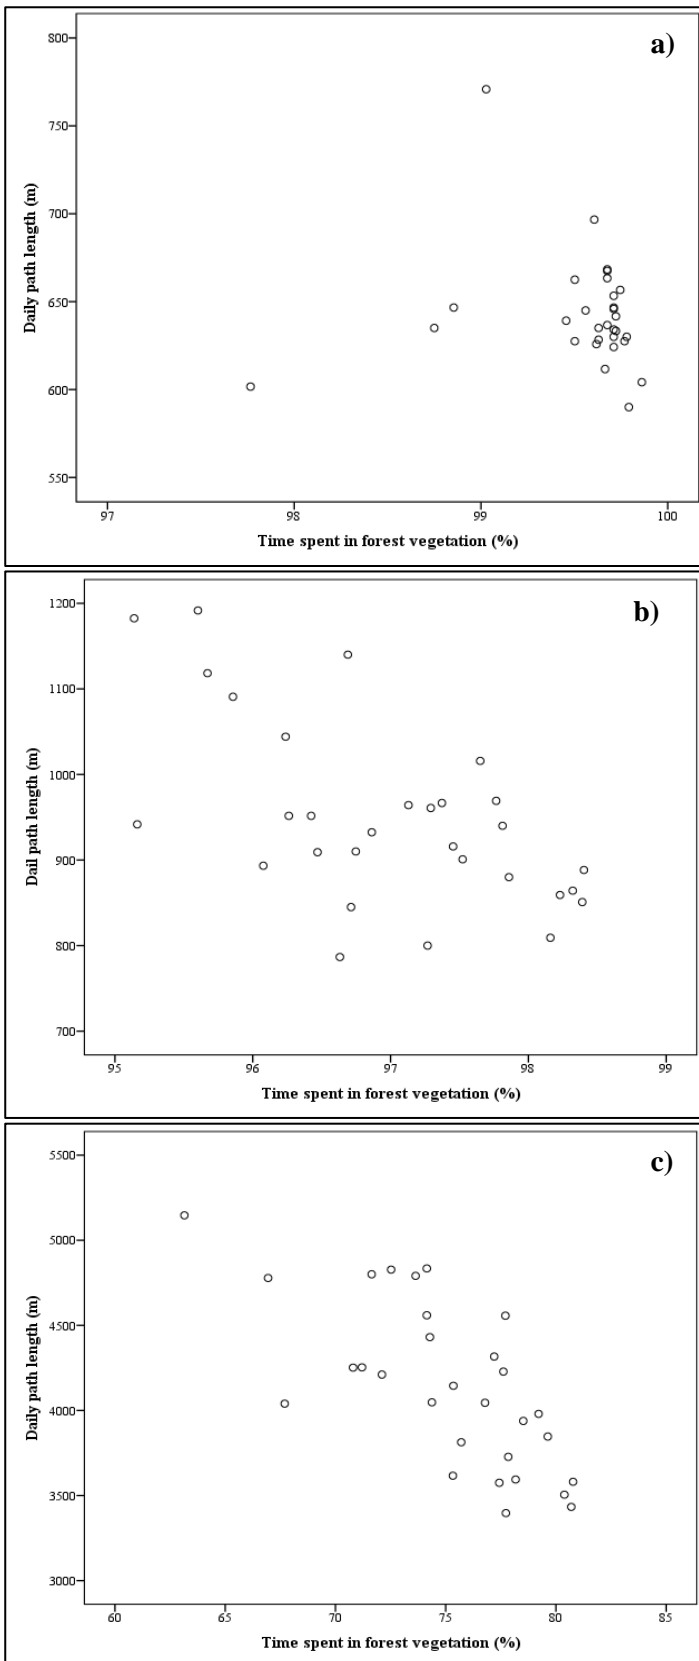 a)
800
750
700
650
600
550
Daily path length (m)
97 98 99 100
Time spent in forest vegetation (%)
b)
1200
1100
1000
900
800
700
Dail path length (m)
95 96 97 98 99
Time spent in forest vegetation (%)
c)
5500
5000
4500
4000
3500
3000
Daily path length (m)
60 65 70 75 80 85
Time spent in forest vegetation (%)